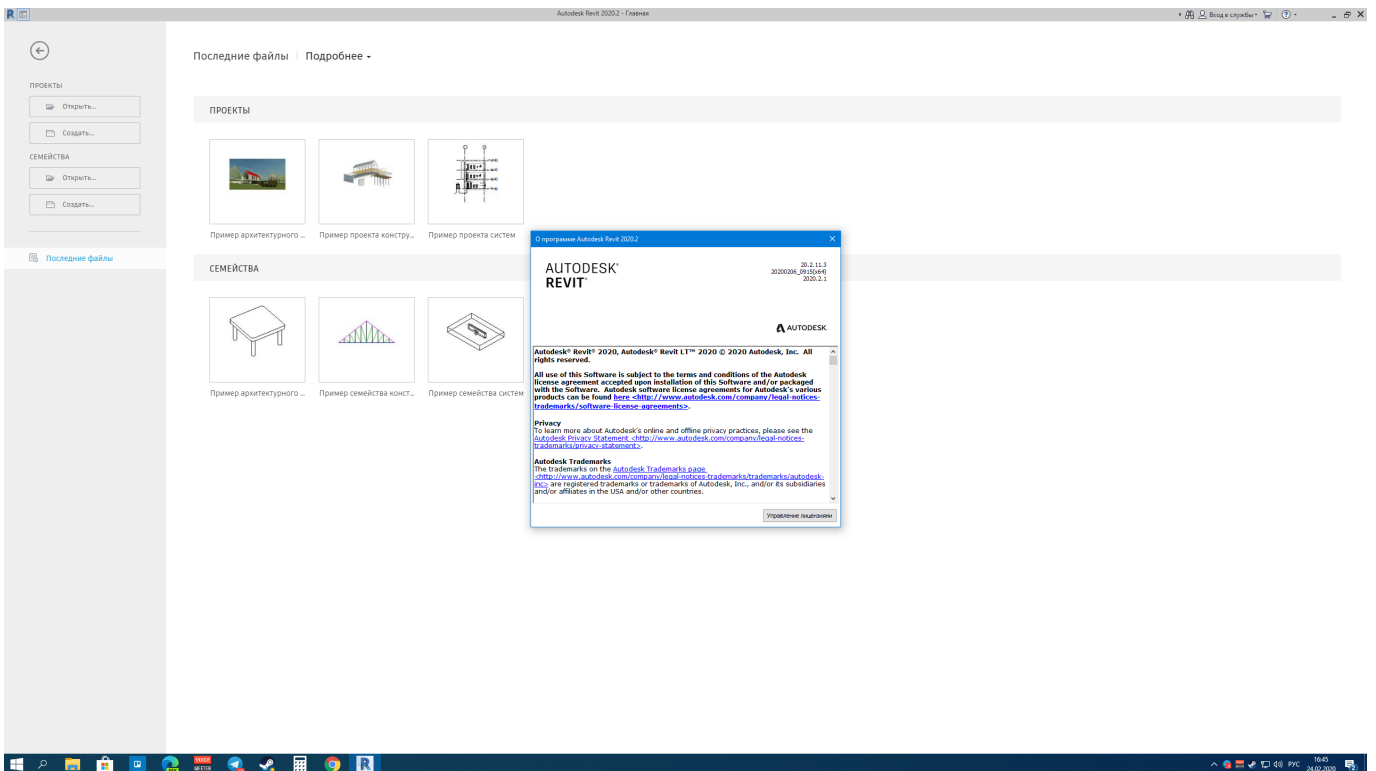 Autodesk Revit 2020.2 - Главная
Вход в службы
Последние файлы
Подробнее
ПРОЕКТЫ
Открыть...
Создать...
СЕМЕЙСТВА
Открыть...
Создать...
Последние файлы
ПРОЕКТЫ
Пример архитектурного ...
Пример проекта констру...
Пример проекта систем
СЕМЕЙСТВА
Пример архитектурного ...
Пример семейства конст...
Пример семейства систем
О программе Autodesk Revit 2020.2
AUTODESK®
REVIT®
20.2.11.3
20200206_0915(x64)
2020.2.1
AUTODESK.
Autodesk® Revit® 2020, Autodesk® Revit LT™ 2020 © 2020 Autodesk, Inc. All
rights reserved.
All use of this Software is subject to the terms and conditions of the Autodesk
license agreement accepted upon installation of this Software and/or packaged
with the Software. Autodesk software license agreements for Autodesk's various
products can be found here <http://www.autodesk.com/company/legal-notices-
trademarks/software-license-agreements>.
Privacy
To learn more about Autodesk's online and offline privacy practices, please see the
Autodesk Privacy Statement <http://www.autodesk.com/company/legal-notices-
trademarks/privacy-statement>.
Autodesk Trademarks
The trademarks on the Autodesk Trademarks page
<http://www.autodesk.com/company/legal-notices-trademarks/trademarks/autodesk-
inc> are registered trademarks or trademarks of Autodesk, Inc., and/or its subsidiaries
and/or affiliates in the USA and/or other countries.
Управление лицензиями
VOICE
MEETER
РУС
16:45
24.02.2020